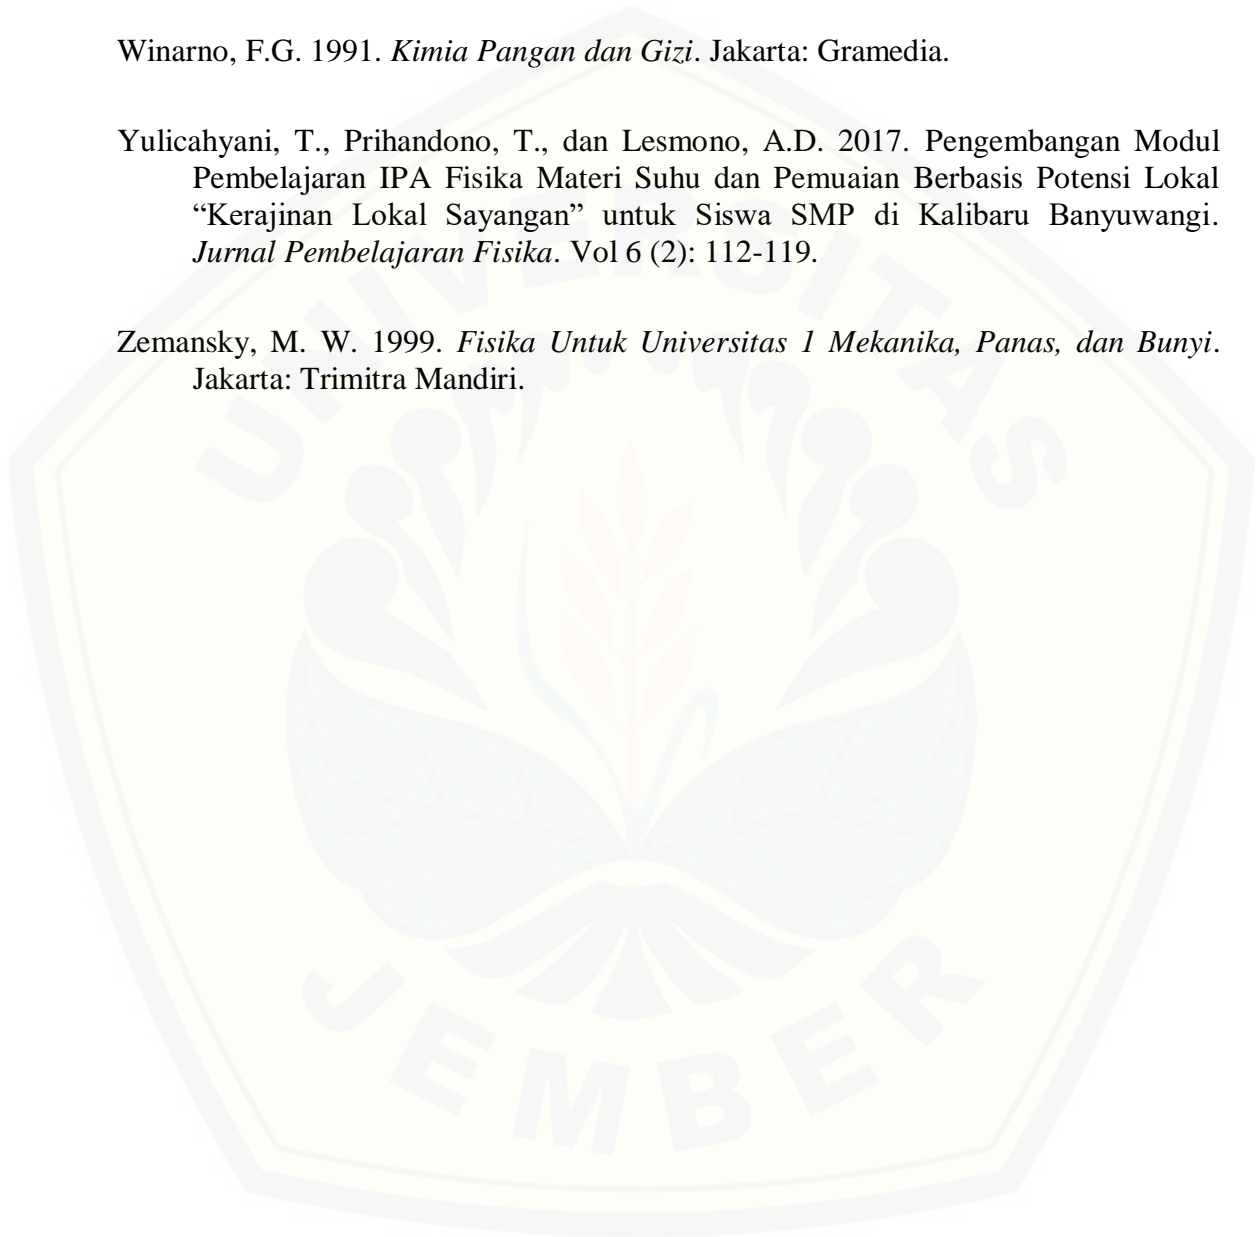 Winarno, F.G. 1991. Kimia Pangan dan Gizi. Jakarta: Gramedia.
Yulicahyani, T., Prihandono, T., dan Lesmono, A.D. 2017. Pengembangan Modul
Pembelajaran IPA Fisika Materi Suhu dan Pemuaian Berbasis Potensi Lokal
“Kerajinan Lokal Sayangan” untuk Siswa SMP di Kalibaru Banyuwangi.
Jurnal Pembelajaran Fisika. Vol 6 (2): 112-119.
Zemansky, M. W. 1999. Fisika Untuk Universitas 1 Mekanika, Panas, dan Bunyi.
Jakarta: Trimitra Mandiri.
UNIVERSITAS
JEMBER